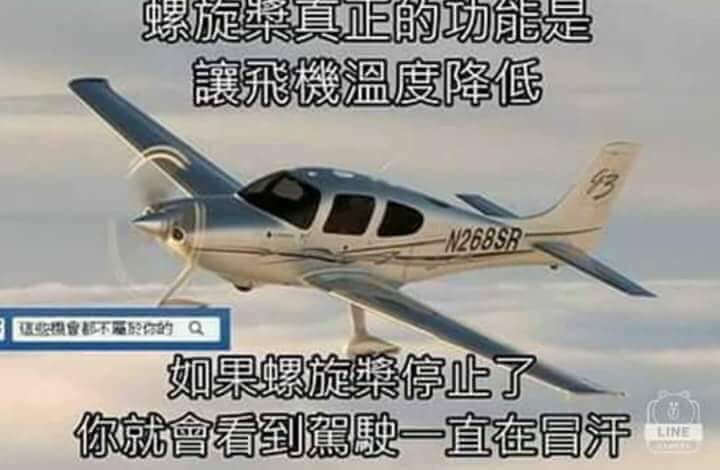 螺旋槳真正的功能是
讓飛機溫度降低
93
N268SR
這些機會都不屬於你的
如果螺旋槳停止了
你就會看到駕駛一直在冒汗
LINE